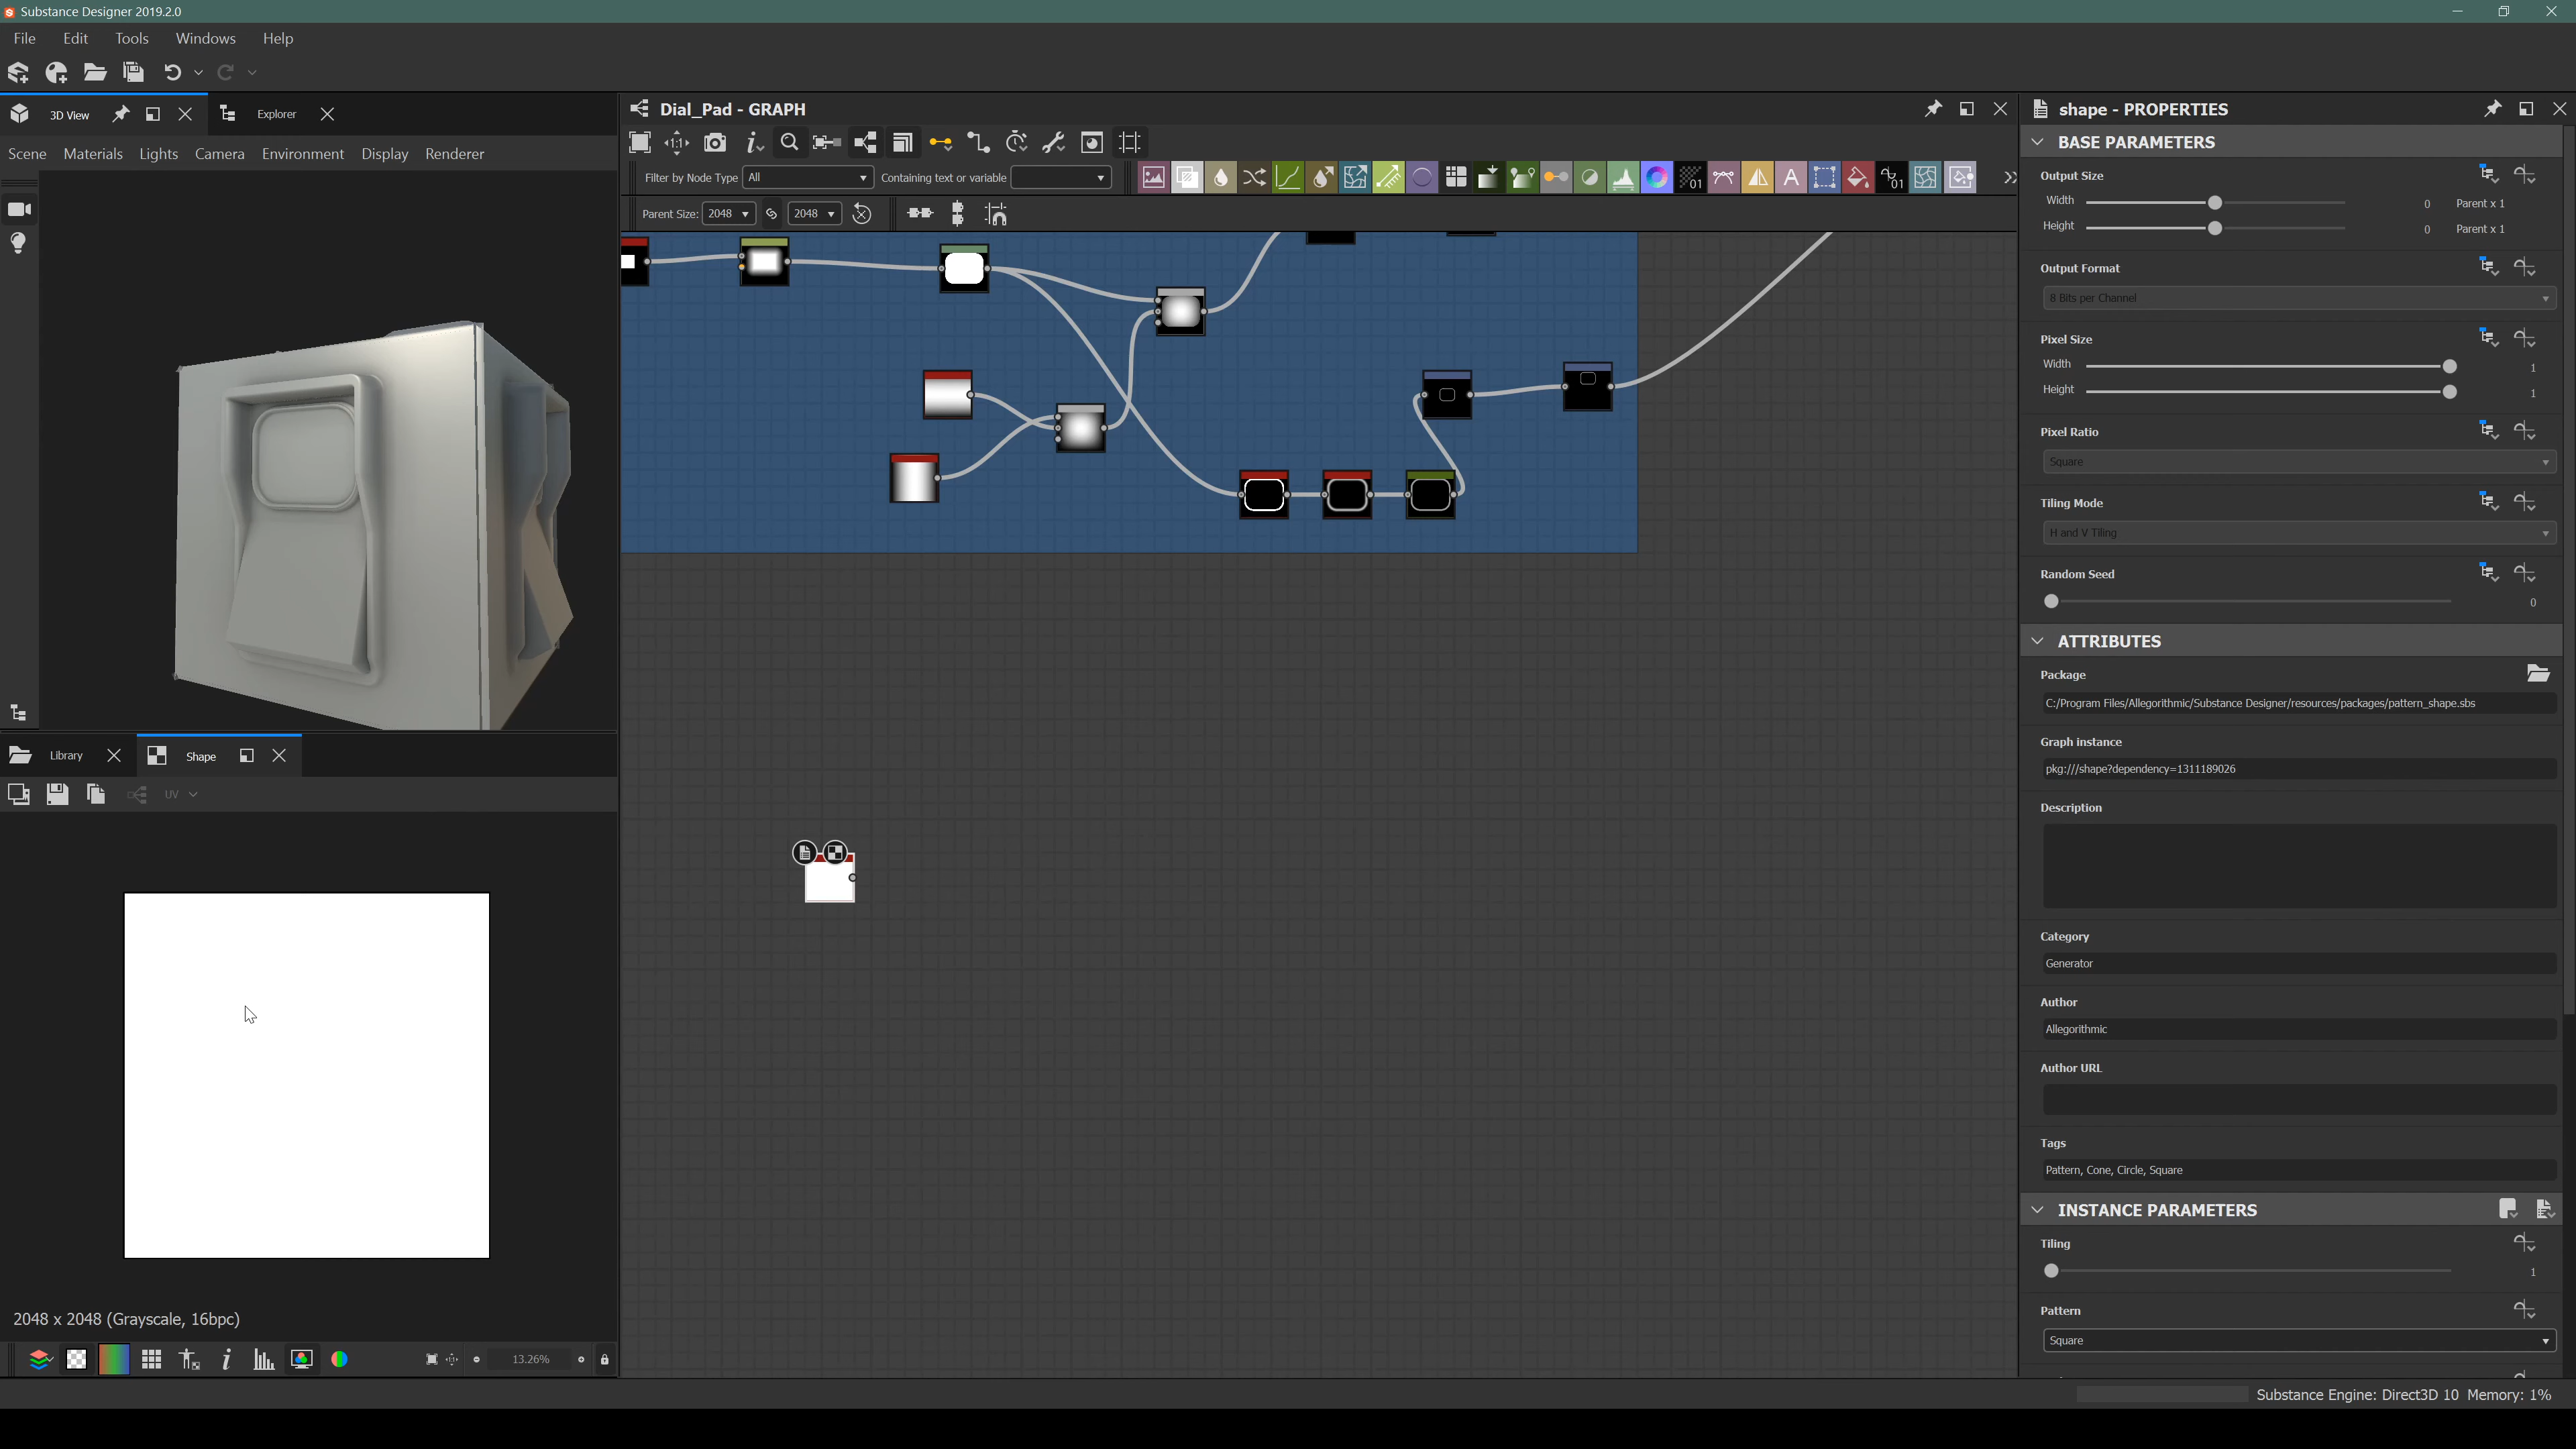 Substance Designer 2019.2.0
File Edit Tools Windows Help
3D View Explorer
Scene Materials Lights Camera Environment Display Renderer
Dial_Pad - GRAPH
Filter by Node Type All Containing text or variable
Parent Size: 2048 2048
Library Shape
UV
2048 x 2048 (Grayscale, 16bpc)
13.26%
shape - PROPERTIES
BASE PARAMETERS
Output Size
Width 0 Parent x 1
Height 0 Parent x 1
Output Format
8 Bits per Channel
Pixel Size
Width 1
Height 1
Pixel Ratio
Square
Tiling Mode
H and V Tiling
Random Seed
0
ATTRIBUTES
Package
C:/Program Files/Allegorithmic/Substance Designer/resources/packages/pattern_shape.sbs
Graph instance
pkg:///shape?dependency=1311189026
Description
Category
Generator
Author
Allegorithmic
Author URL
Tags
Pattern, Cone, Circle, Square
INSTANCE PARAMETERS
Tiling
1
Pattern
Square
Substance Engine: Direct3D 10 Memory: 1%